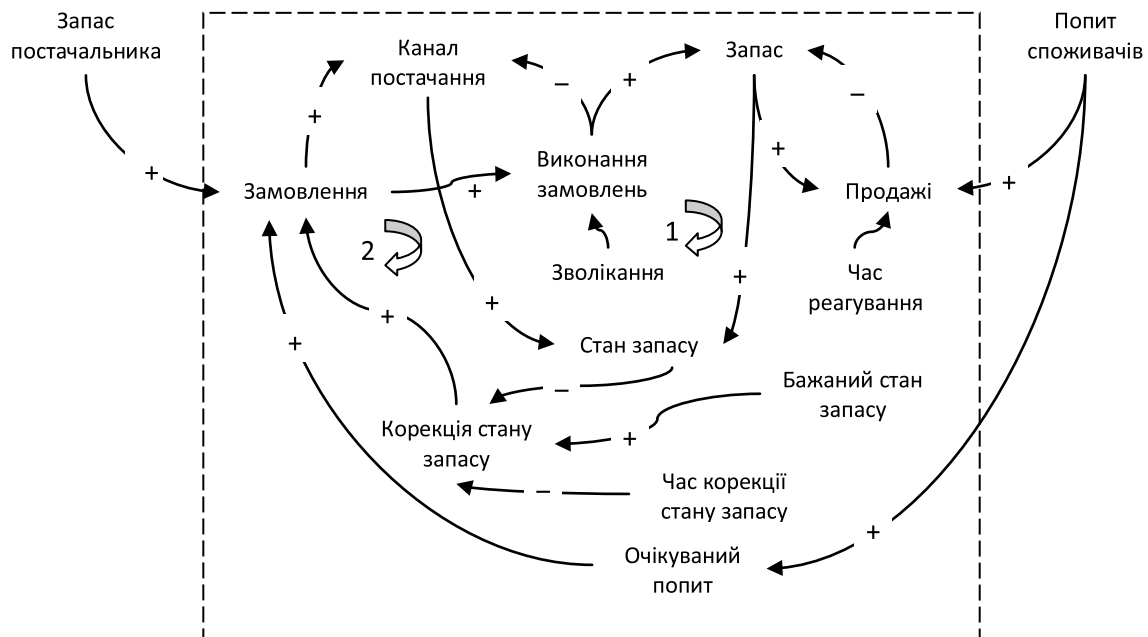 Запас
постачальника
Канал
постачання
Запас
Попит
споживачів
–
+
–
+
+
+
Виконання
замовлень
+
Замовлення
+
Продажі
+
2
1
Зволікання
Час
реагування
+
+
+
+
Стан запасу
–
Бажаний стан
запасу
Корекція стану
запасу
+
Час корекції
стану запасу
–
+
Очікуваний
попит